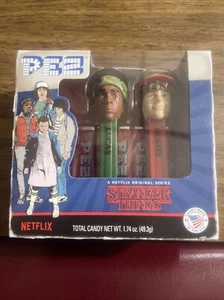 PEZ
A NETFLIX ORIGINAL SERIES
STRANGER
THINGS
NETFLIX
TOTAL CANDY NET WT. 1.74 oz. (49.3g)